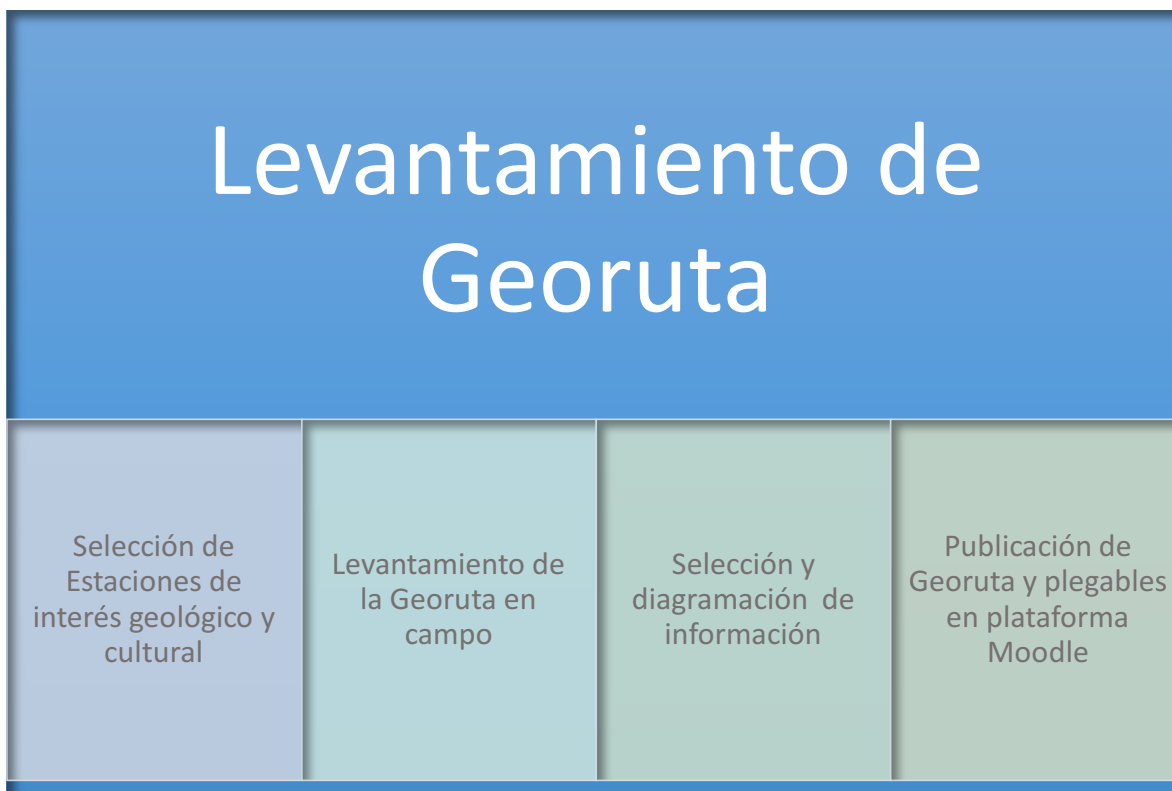 Levantamiento de
Georuta
Selección de
Estaciones de
interés geológico y
cultural
Levantamiento de
la Georuta en
campo
Selección y
diagramación de
información
Publicación de
Georuta y plegables
en plataforma
Moodle